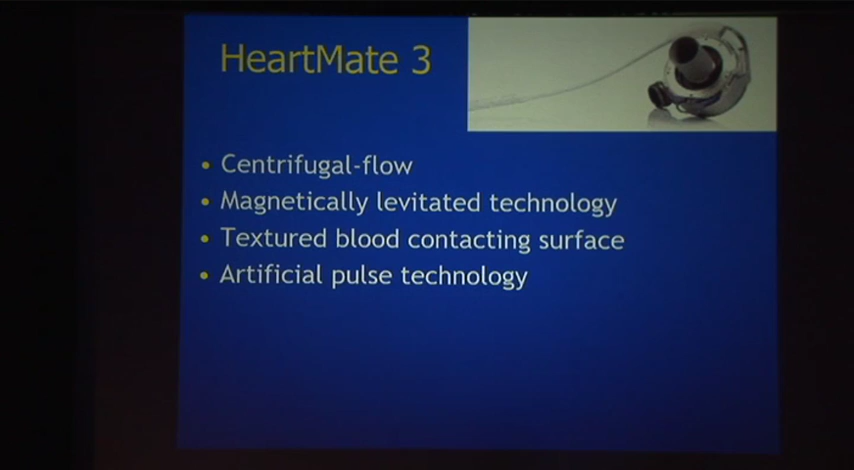 HeartMate 3
• Centrifugal-flow
• Magnetically levitated technology
• Textured blood contacting surface
• Artificial pulse technology